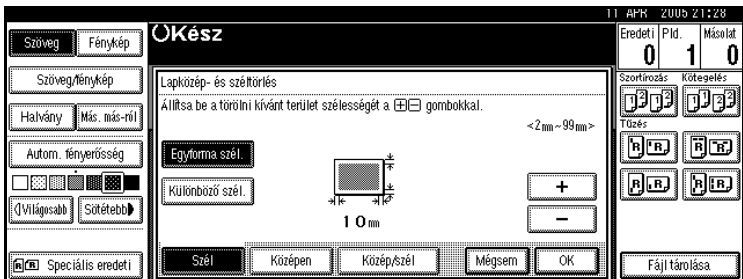 11 APR 2005 21:28
Szöveg Fénykép
Kész
Eredeti Pld. Másolat
0 1 0
Szöveg/fénykép
Lapközép- és széltörlés
Szortírozás Kötegelés
Halvány Más. más-ról
Állítsa be a törölni kívánt terület szélességét a + − gombokkal.
<2mm~99mm>
Tűzés
Autom. fényerősség
Egyforma szél.
Különböző szél.
+
Világosabb Sötétebb
10mm
−
Speciális eredeti
Szél Középen Közép/szél Mégsem OK
Fájl tárolása